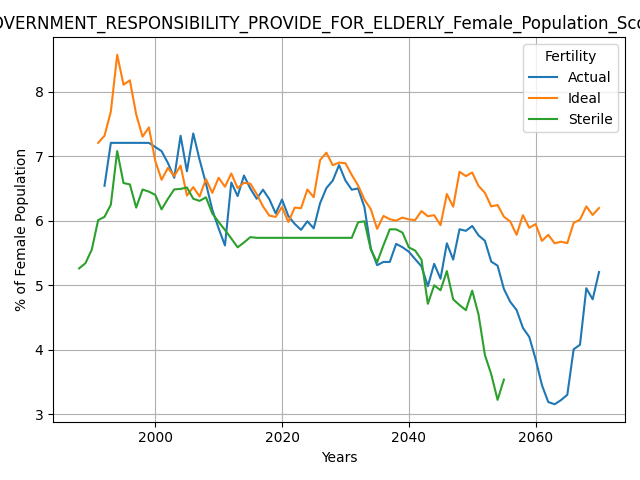 OVERNMENT_RESPONSIBILITY_PROVIDE_FOR_ELDERLY_Female_Population_Sco
Fertility
Actual
Ideal
Sterile
% of Female Population
8
7
6
5
4
3
2000 2020 2040 2060
Years